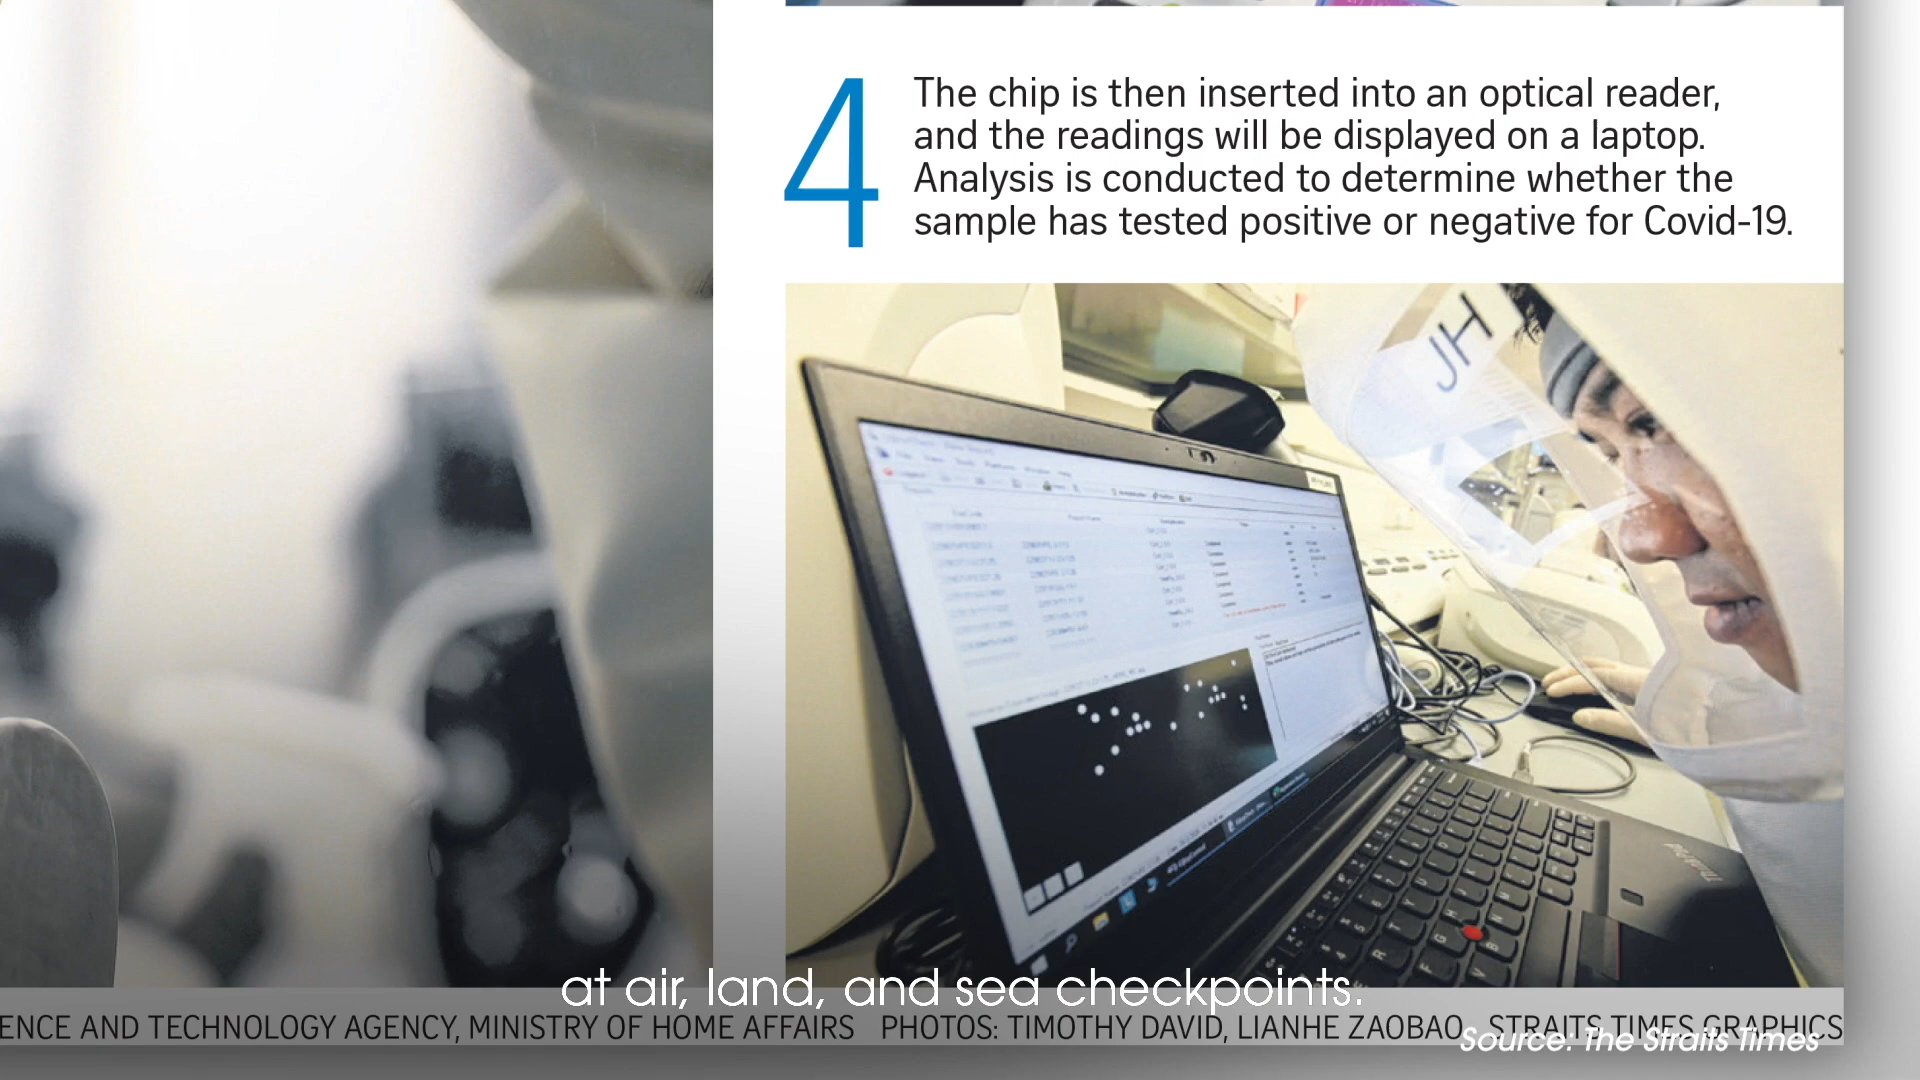 4
The chip is then inserted into an optical reader,
and the readings will be displayed on a laptop.
Analysis is conducted to determine whether the
sample has tested positive or negative for Covid-19.
JH
ThinkPad
at air, land, and sea checkpoints.
ENCE AND TECHNOLOGY AGENCY, MINISTRY OF HOME AFFAIRS PHOTOS: TIMOTHY DAVID, LIANHE ZAOBAO STRAITS TIMES GRAPHICS
Source: The Straits Times